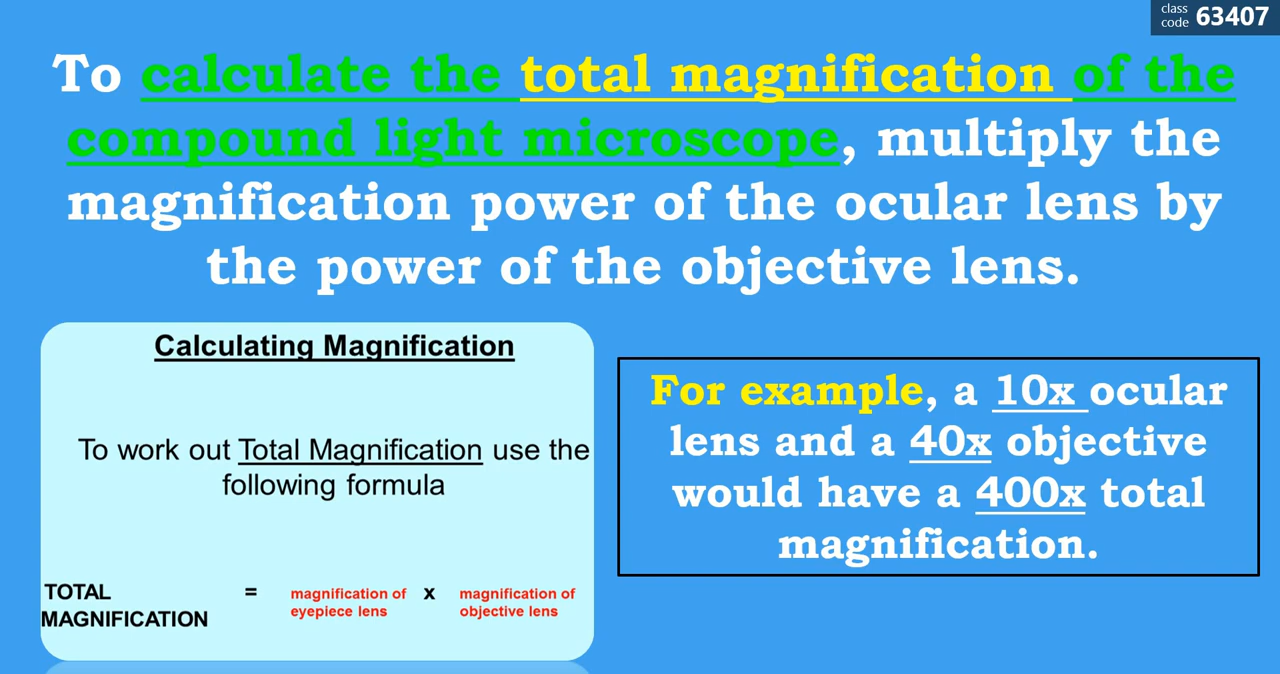 class
code 63407
To calculate the total magnification of the
compound light microscope, multiply the
magnification power of the ocular lens by
the power of the objective lens.
Calculating Magnification
To work out Total Magnification use the
following formula
TOTAL
MAGNIFICATION
=
magnification of
eyepiece lens
x
magnification of
objective lens
For example, a 10x ocular
lens and a 40x objective
would have a 400x total
magnification.